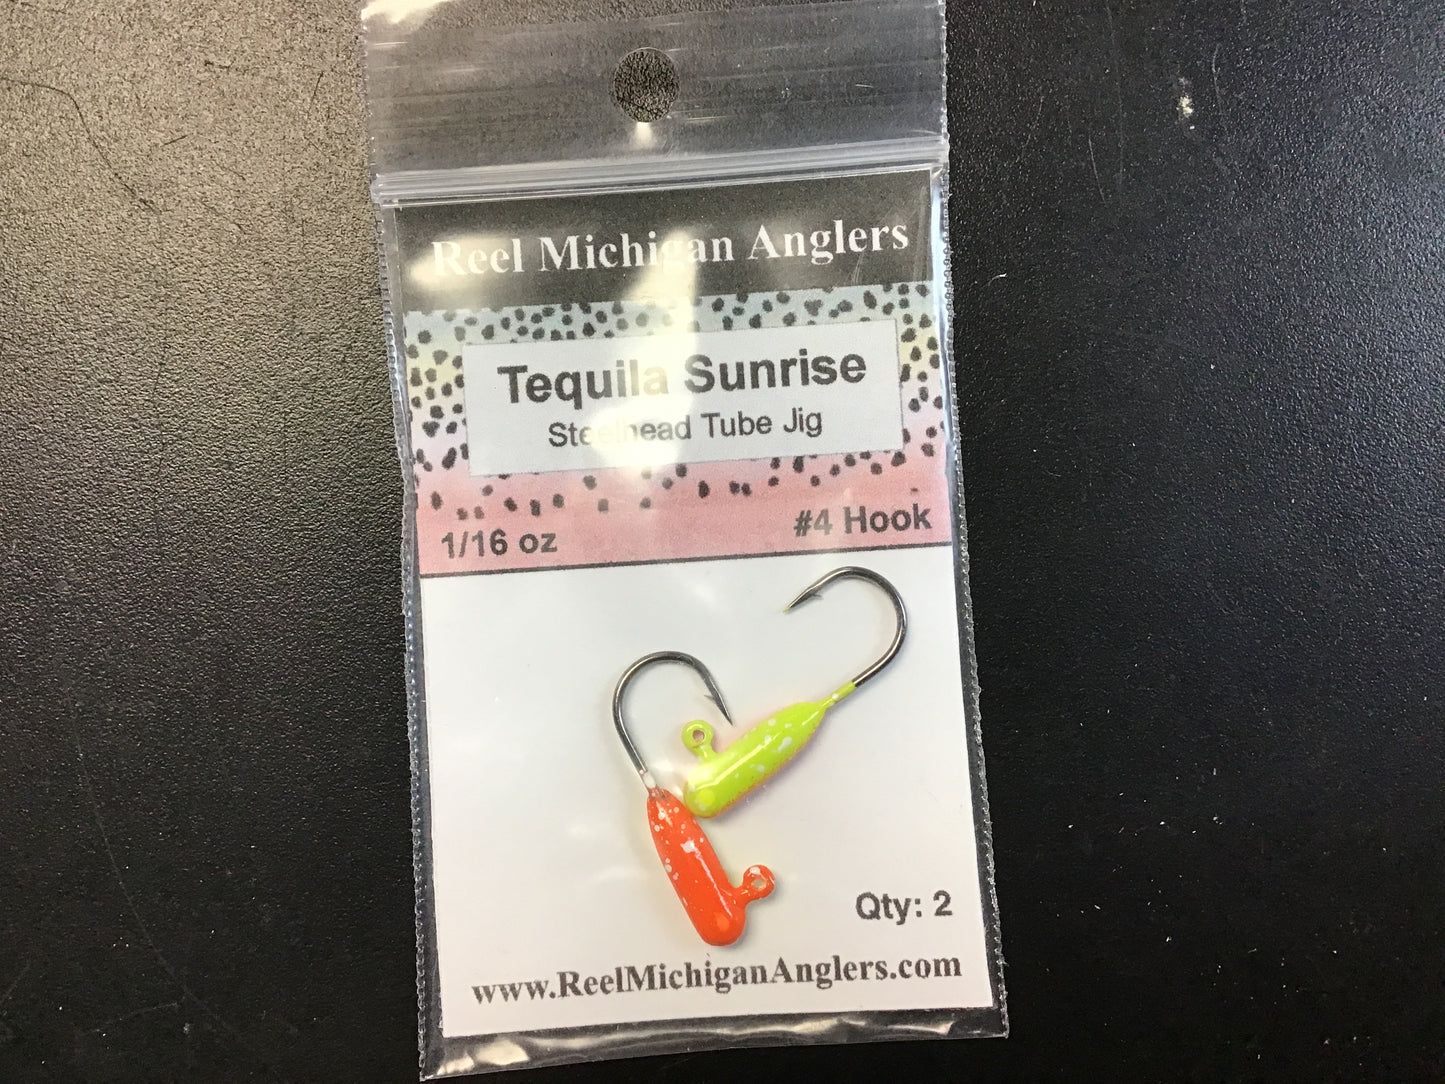 Reel Michigan Anglers
Tequila Sunrise
Steelhead Tube Jig
1/16 oz
#4 Hook
Qty: 2
www.ReelMichiganAnglers.com